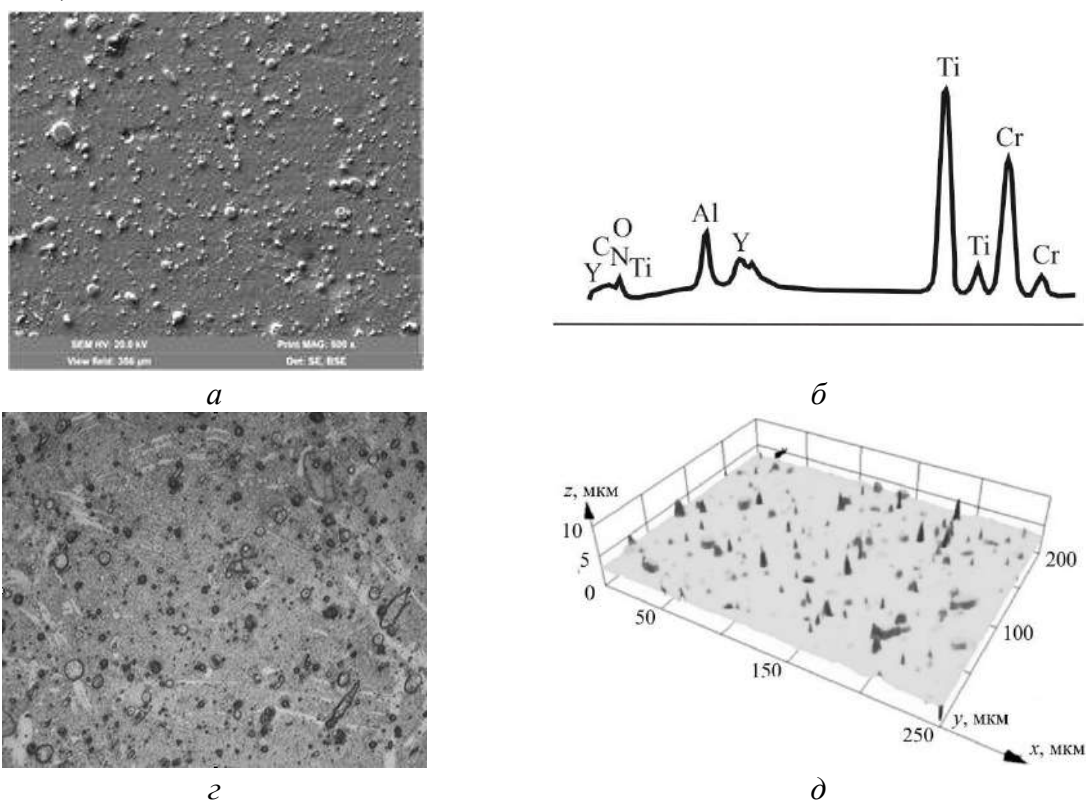 SEM HV: 20.0 kV Print MAG: 600 x
View field: 356 µm Det: SE, BSE
Ti
Cr
O
Al
C
N
Y
Y
Ti
Ti
Cr
а
б
z, мкм
10
5
0
50
150
250
200
100
y, мкм
x, мкм
г
д